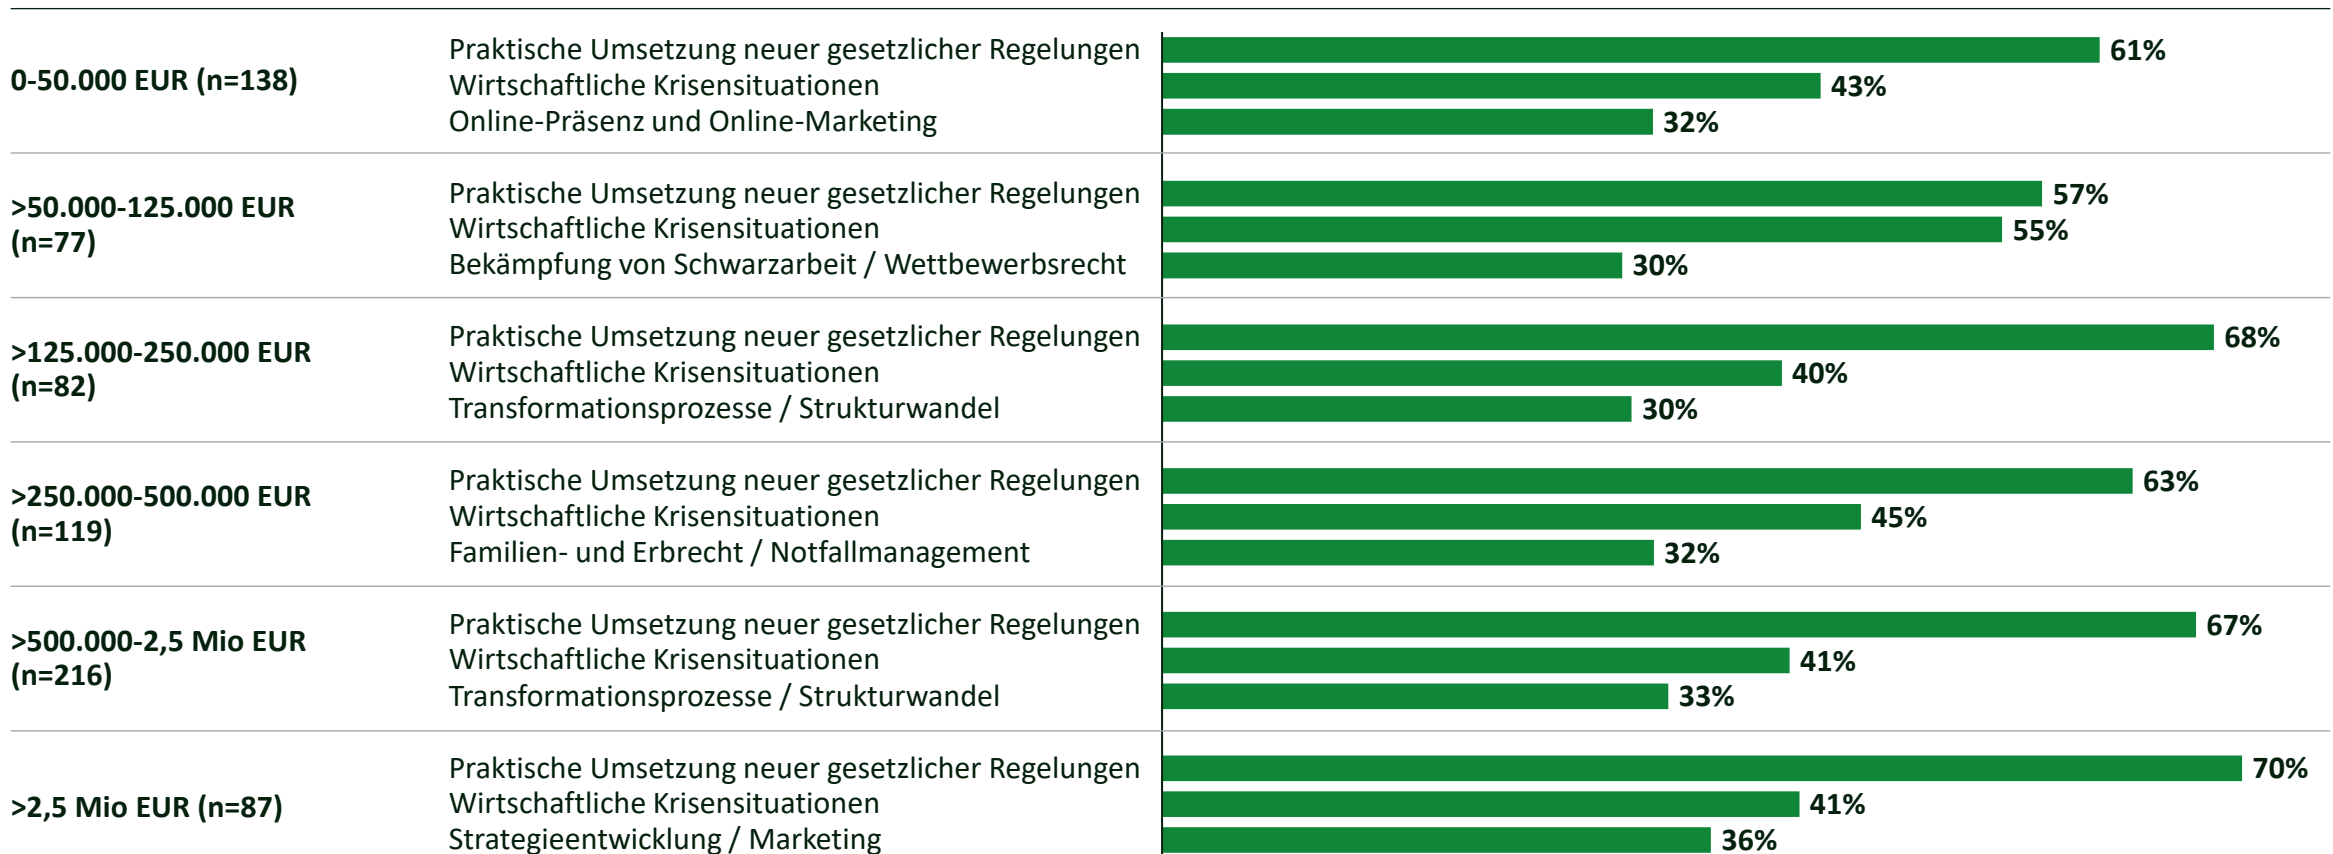 0-50.000 EUR (n=138)
Praktische Umsetzung neuer gesetzlicher Regelungen 61%
Wirtschaftliche Krisensituationen 43%
Online-Präsenz und Online-Marketing 32%
>50.000-125.000 EUR
(n=77)
Praktische Umsetzung neuer gesetzlicher Regelungen 57%
Wirtschaftliche Krisensituationen 55%
Bekämpfung von Schwarzarbeit / Wettbewerbsrecht 30%
>125.000-250.000 EUR
(n=82)
Praktische Umsetzung neuer gesetzlicher Regelungen 68%
Wirtschaftliche Krisensituationen 40%
Transformationsprozesse / Strukturwandel 30%
>250.000-500.000 EUR
(n=119)
Praktische Umsetzung neuer gesetzlicher Regelungen 63%
Wirtschaftliche Krisensituationen 45%
Familien- und Erbrecht / Notfallmanagement 32%
>500.000-2,5 Mio EUR
(n=216)
Praktische Umsetzung neuer gesetzlicher Regelungen 67%
Wirtschaftliche Krisensituationen 41%
Transformationsprozesse / Strukturwandel 33%
>2,5 Mio EUR (n=87)
Praktische Umsetzung neuer gesetzlicher Regelungen 70%
Wirtschaftliche Krisensituationen 41%
Strategieentwicklung / Marketing 36%